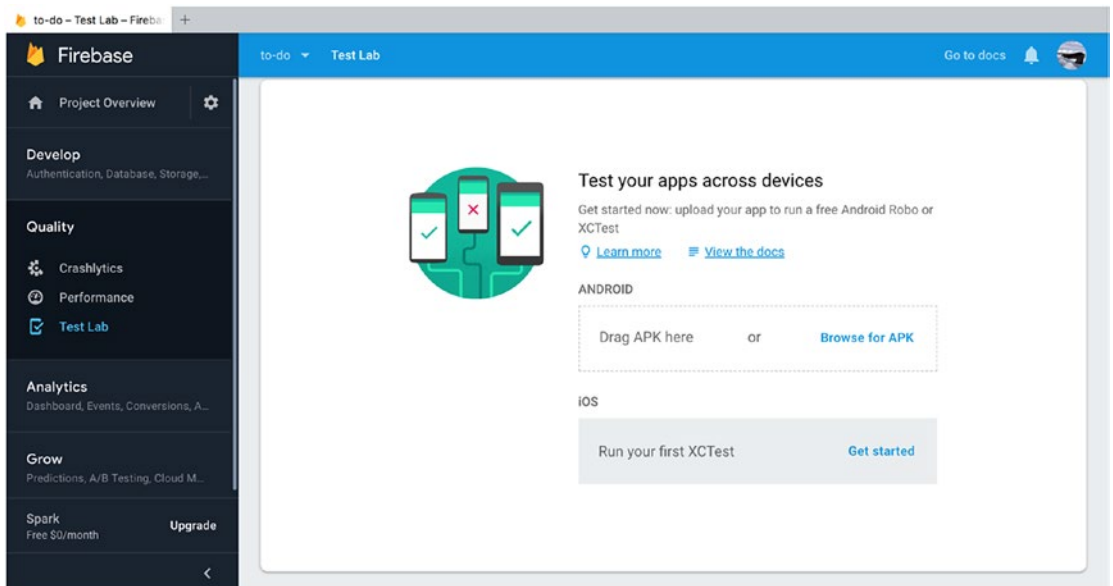 to-do – Test Lab – Fireba
Firebase
to-do Test Lab Go to docs
Project Overview
Develop
Authentication, Database, Storage,...
Quality
Crashlytics
Performance
Test Lab
Analytics
Dashboard, Events, Conversions, A...
Grow
Predictions, A/B Testing, Cloud M...
Spark
Free $0/month
Upgrade
Test your apps across devices
Get started now: upload your app to run a free Android Robo or
XCTest
Learn more View the docs
ANDROID
Drag APK here or Browse for APK
iOS
Run your first XCTest Get started